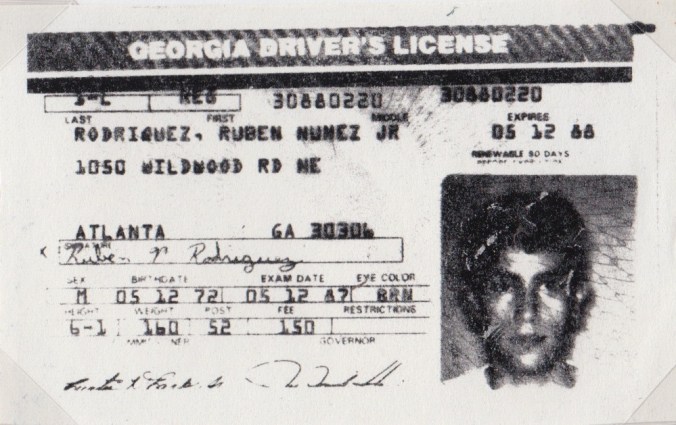 GEORGIA DRIVER'S LICENSE
REG 30880220 30880220
LAST FIRST MIDDLE EXPIRES
RODRIQUEZ, RUBEN NUNEZ JR 05 12 88
1050 WILDWOOD RD NE RENEWABLE 90 DAYS
ATLANTA GA 30306
Ruben N Rodriguez
SEX BIRTHDATE EXAM DATE EYE COLOR
M 05 12 72 05 12 87 BRN
HEIGHT WEIGHT POST FEE RESTRICTIONS
6-1 160 52 150
GOVERNOR